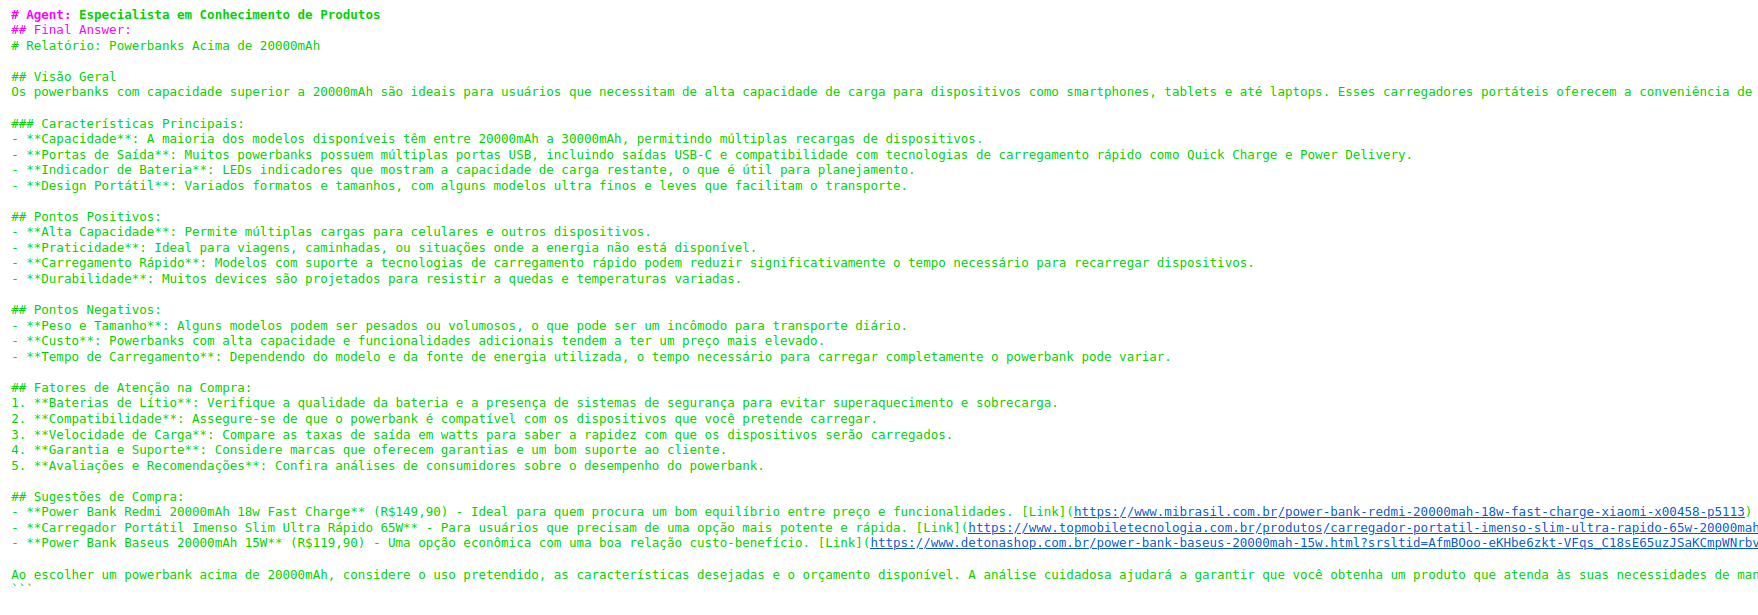 # Agent: Especialista em Conhecimento de Produtos
## Final Answer:
# Relatório: Powerbanks Acima de 20000mAh
## Visão Geral
Os powerbanks com capacidade superior a 20000mAh são ideais para usuários que necessitam de alta capacidade de carga para dispositivos como smartphones, tablets e até laptops. Esses carregadores portáteis oferecem a conveniência de
### Características Principais:
- **Capacidade**: A maioria dos modelos disponíveis têm entre 20000mAh a 30000mAh, permitindo múltiplas recargas de dispositivos.
- **Portas de Saída**: Muitos powerbanks possuem múltiplas portas USB, incluindo saídas USB-C e compatibilidade com tecnologias de carregamento rápido como Quick Charge e Power Delivery.
- **Indicador de Bateria**: LEDs indicadores que mostram a capacidade de carga restante, o que é útil para planejamento.
- **Design Portátil**: Variados formatos e tamanhos, com alguns modelos ultra finos e leves que facilitam o transporte.
## Pontos Positivos:
- **Alta Capacidade**: Permite múltiplas cargas para celulares e outros dispositivos.
- **Praticidade**: Ideal para viagens, caminhadas, ou situações onde a energia não está disponível.
- **Carregamento Rápido**: Modelos com suporte a tecnologias de carregamento rápido podem reduzir significativamente o tempo necessário para recarregar dispositivos.
- **Durabilidade**: Muitos devices são projetados para resistir a quedas e temperaturas variadas.
## Pontos Negativos:
- **Peso e Tamanho**: Alguns modelos podem ser pesados ou volumosos, o que pode ser um incômodo para transporte diário.
- **Custo**: Powerbanks com alta capacidade e funcionalidades adicionais tendem a ter um preço mais elevado.
- **Tempo de Carregamento**: Dependendo do modelo e da fonte de energia utilizada, o tempo necessário para carregar completamente o powerbank pode variar.
## Fatores de Atenção na Compra:
1. **Baterias de Lítio**: Verifique a qualidade da bateria e a presença de sistemas de segurança para evitar superaquecimento e sobrecarga.
2. **Compatibilidade**: Assegure-se de que o powerbank é compatível com os dispositivos que você pretende carregar.
3. **Velocidade de Carga**: Compare as taxas de saída em watts para saber a rapidez com que os dispositivos serão carregados.
4. **Garantia e Suporte**: Considere marcas que oferecem garantias e um bom suporte ao cliente.
5. **Avaliações e Recomendações**: Confira análises de consumidores sobre o desempenho do powerbank.
## Sugestões de Compra:
- **Power Bank Redmi 20000mAh 18w Fast Charge** (R$149,90) - Ideal para quem procura um bom equilíbrio entre preço e funcionalidades. [Link](https://www.mibrasil.com.br/power-bank-redmi-20000mah-18w-fast-charge-xiaomi-x00458-p5113)
- **Carregador Portátil Imenso Slim Ultra Rápido 65W** - Para usuários que precisam de uma opção mais potente e rápida. [Link](https://www.topmobiletecnologia.com.br/produtos/carregador-portatil-imenso-slim-ultra-rapido-65w-20000mah
- **Power Bank Baseus 20000mAh 15W** (R$119,90) - Uma opção econômica com uma boa relação custo-benefício. [Link](https://www.detonashop.com.br/power-bank-baseus-20000mah-15w.html?srsltid=AfmBOoo-eKHbe6zkt-VFqs_C18sE65uzJSaKCmpWNrbv
Ao escolher um powerbank acima de 20000mAh, considere o uso pretendido, as características desejadas e o orçamento disponível. A análise cuidadosa ajudará a garantir que você obtenha um produto que atenda às suas necessidades de man
```